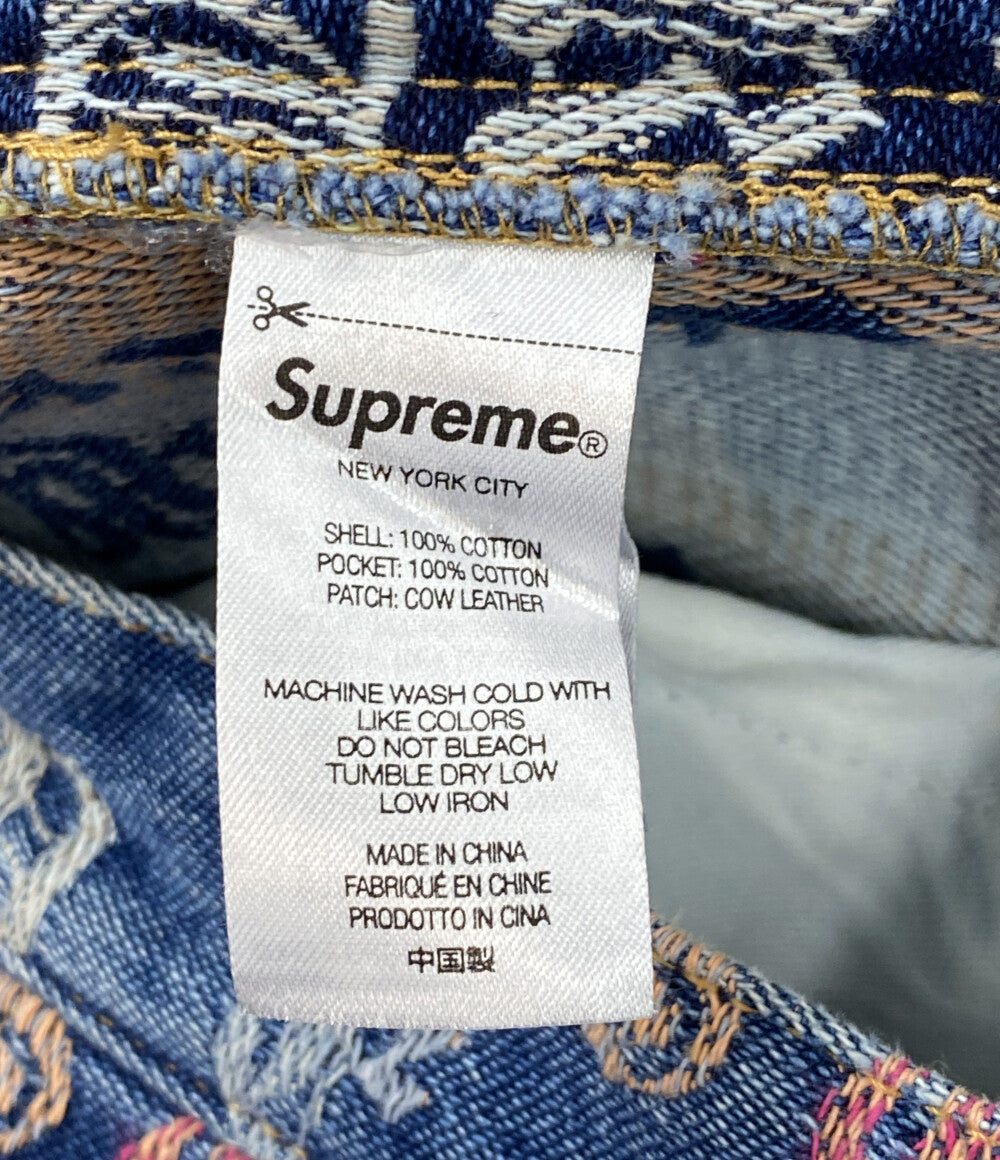 Supreme®
NEW YORK CITY
SHELL: 100% COTTON
POCKET: 100% COTTON
PATCH: COW LEATHER
MACHINE WASH COLD WITH
LIKE COLORS
DO NOT BLEACH
TUMBLE DRY LOW
LOW IRON
MADE IN CHINA
FABRIQUÉ EN CHINE
PRODOTTO IN CINA
中国製